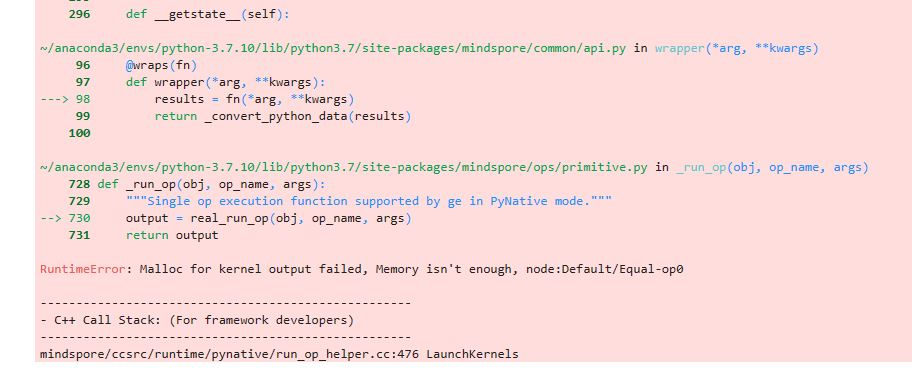 296     def __getstate__(self):
~/anaconda3/envs/python-3.7.10/lib/python3.7/site-packages/mindspore/common/api.py in wrapper(*arg, **kwargs)
96     @wraps(fn)
97     def wrapper(*arg, **kwargs):
---> 98         results = fn(*arg, **kwargs)
99         return _convert_python_data(results)
100
~/anaconda3/envs/python-3.7.10/lib/python3.7/site-packages/mindspore/ops/primitive.py in _run_op(obj, op_name, args)
728 def _run_op(obj, op_name, args):
729     """Single op execution function supported by ge in PyNative mode."""
--> 730     output = real_run_op(obj, op_name, args)
731     return output
RuntimeError: Malloc for kernel output failed, Memory isn't enough, node:Default/Equal-op0
----------------------------------------------------
- C++ Call Stack: (For framework developers)
----------------------------------------------------
mindspore/ccsrc/runtime/pynative/run_op_helper.cc:476 LaunchKernels